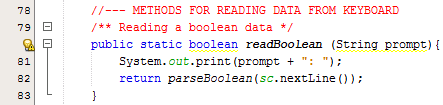 78 //--- METHODS FOR READING DATA FROM KEYBOARD
79 /** Reading a boolean data */
public static boolean readBoolean (String prompt){
81 System.out.print(prompt + ": ");
82 return parseBoolean(sc.nextLine());
83 }